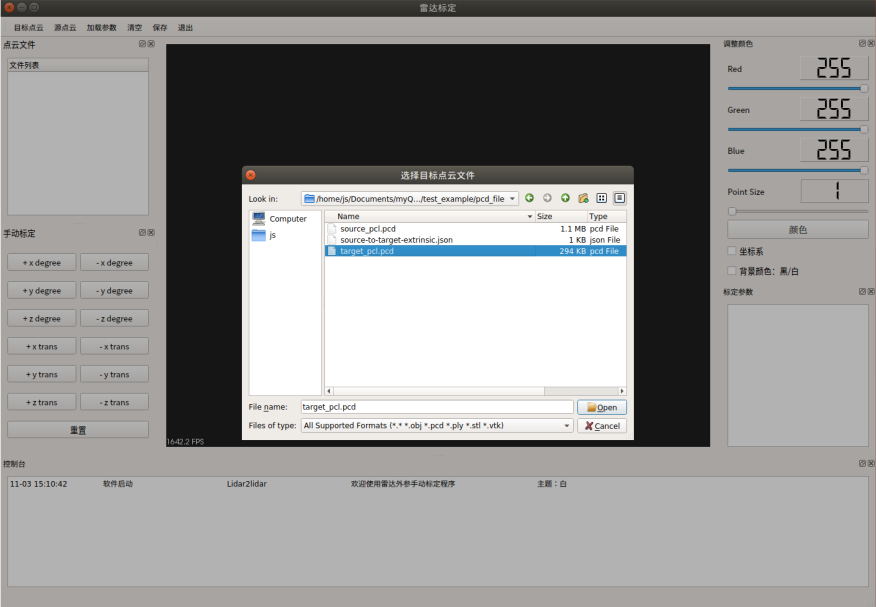 雷达标定
目标点云 源点云 加载参数 清空 保存 退出
点云文件
文件列表
手动标定
+ x degree - x degree
+ y degree - y degree
+ z degree - z degree
+ x trans - x trans
+ y trans - y trans
+ z trans - z trans
重置
1642.2 FPS
选择目标点云文件
Look in: /home/js/Documents/myQ.../test_example/pcd_file
Computer
js
Name Size Type
source_pcl.pcd 1.1 MB pcd File
source-to-target-extrinsic.json 1 KB json File
target_pcl.pcd 294 KB pcd File
File name: target_pcl.pcd Open
Files of type: All Supported Formats (*.* *.obj *.pcd *.ply *.stl *.vtk) Cancel
调整颜色
Red 255
Green 255
Blue 255
Point Size 1
颜色
坐标系
背景颜色：黑/白
标定参数
控制台
11-03 15:10:42 软件启动 Lidar2lidar 欢迎使用雷达外参手动标定程序 主题：白